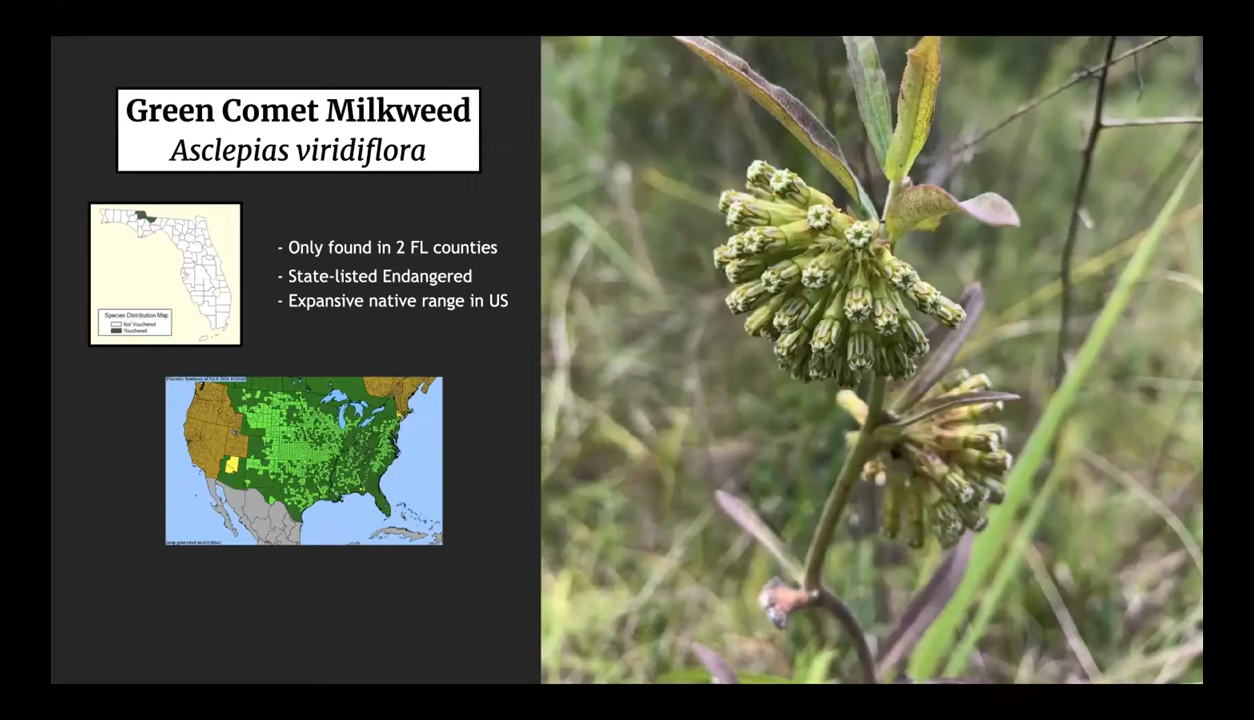 Green Comet Milkweed
Asclepias viridiflora
- Only found in 2 FL counties
- State-listed Endangered
- Expansive native range in US
Species Distribution Map
Not Vouchered
Vouchered